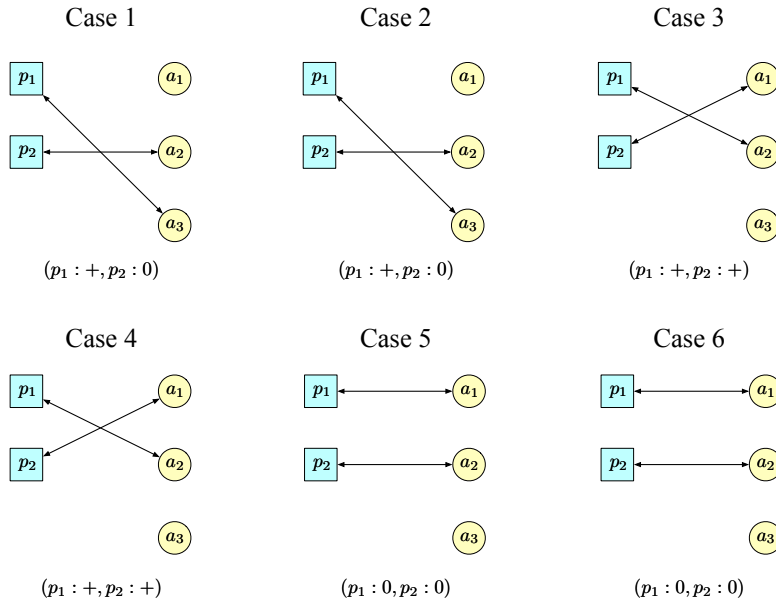 Case 1 Case 2 Case 3
p₁ a₁ p₁ a₁ p₁ a₁
p₂ a₂ p₂ a₂ p₂ a₂
a₃ a₃ a₃
(p₁ : +, p₂ : 0) (p₁ : +, p₂ : 0) (p₁ : +, p₂ : +)
Case 4 Case 5 Case 6
p₁ a₁ p₁ a₁ p₁ a₁
p₂ a₂ p₂ a₂ p₂ a₂
a₃ a₃ a₃
(p₁ : +, p₂ : +) (p₁ : 0, p₂ : 0) (p₁ : 0, p₂ : 0)